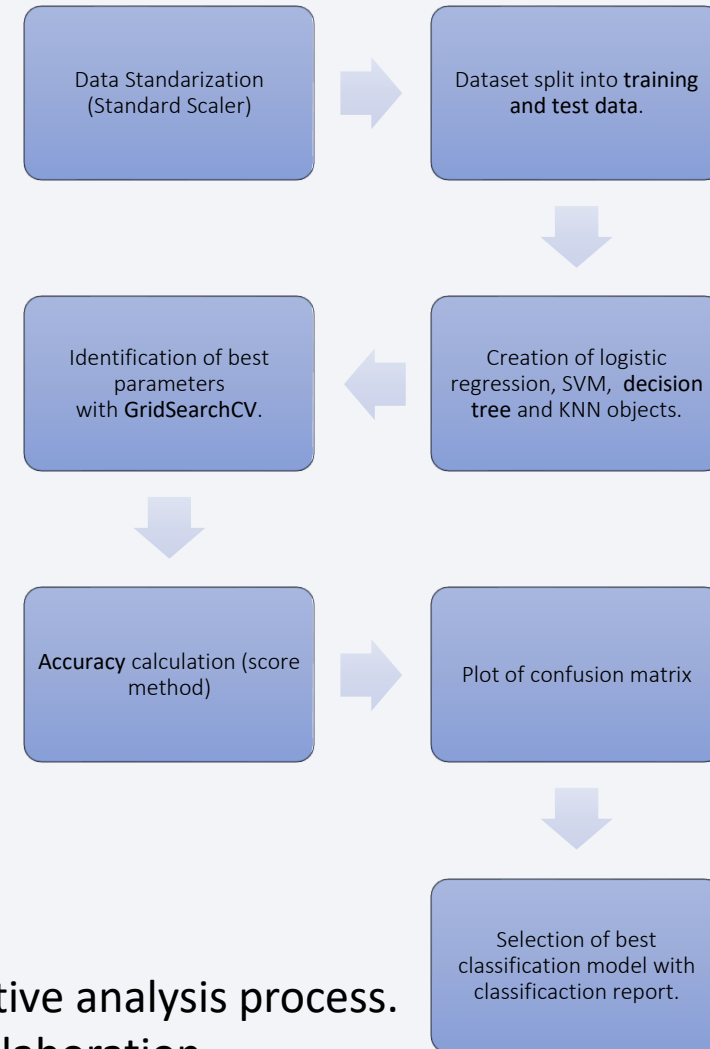 Data Standarization
(Standard Scaler)
Dataset split into training
and test data.
Creation of logistic
regression, SVM, decision
tree and KNN objects.
Identification of best
parameters
with GridSearchCV.
Accuracy calculation (score
method)
Plot of confusion matrix
Selection of best
classification model with
classificaction report.
tive analysis process.
laboration